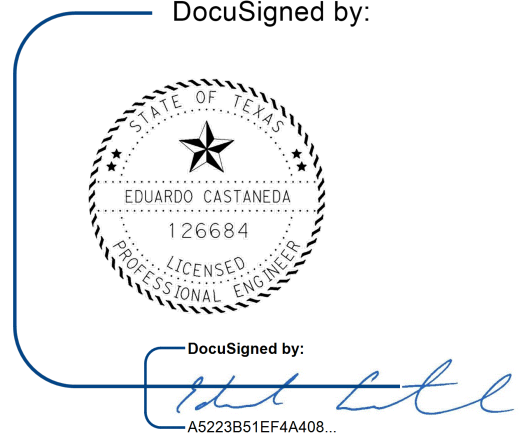 DocuSigned by:
STATE OF TEXAS
EDUARDO CASTANEDA
126684
LICENSED
PROFESSIONAL ENGINEER
DocuSigned by:
A5223B51EF4A408...